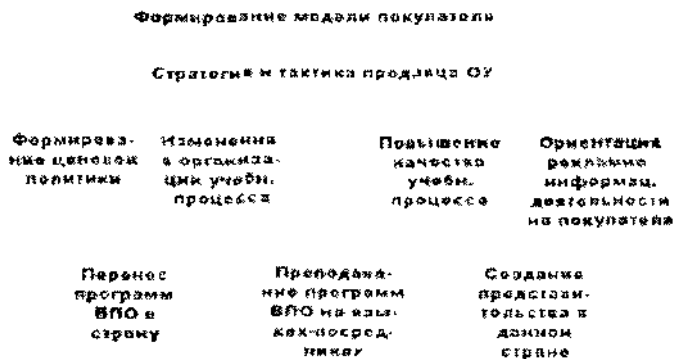 Формирование модели покупателя
Стратегия и тактика продавца ОУ
Формирова-
ние ценовой
политики
Изменения
в организа-
ции учебн.
процесса
Повышение
качества
учебн.
процесса
Ориентация
рекламно
информац.
деятельности
на покупателя
Перенос
программ
ВПО в
страну
Преподава-
ние программ
ВПО на язы-
ках-посред-
никах
Создание
представи-
тельства в
данной
стране